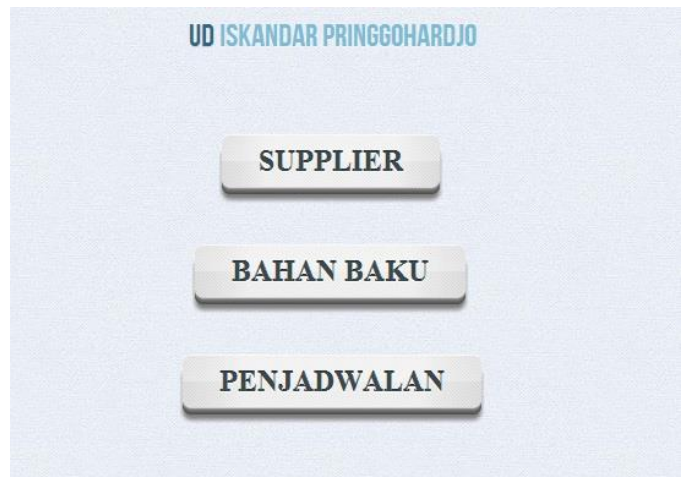 UD ISKANDAR PRINGGOHARDJO
SUPPLIER
BAHAN BAKU
PENJADWALAN